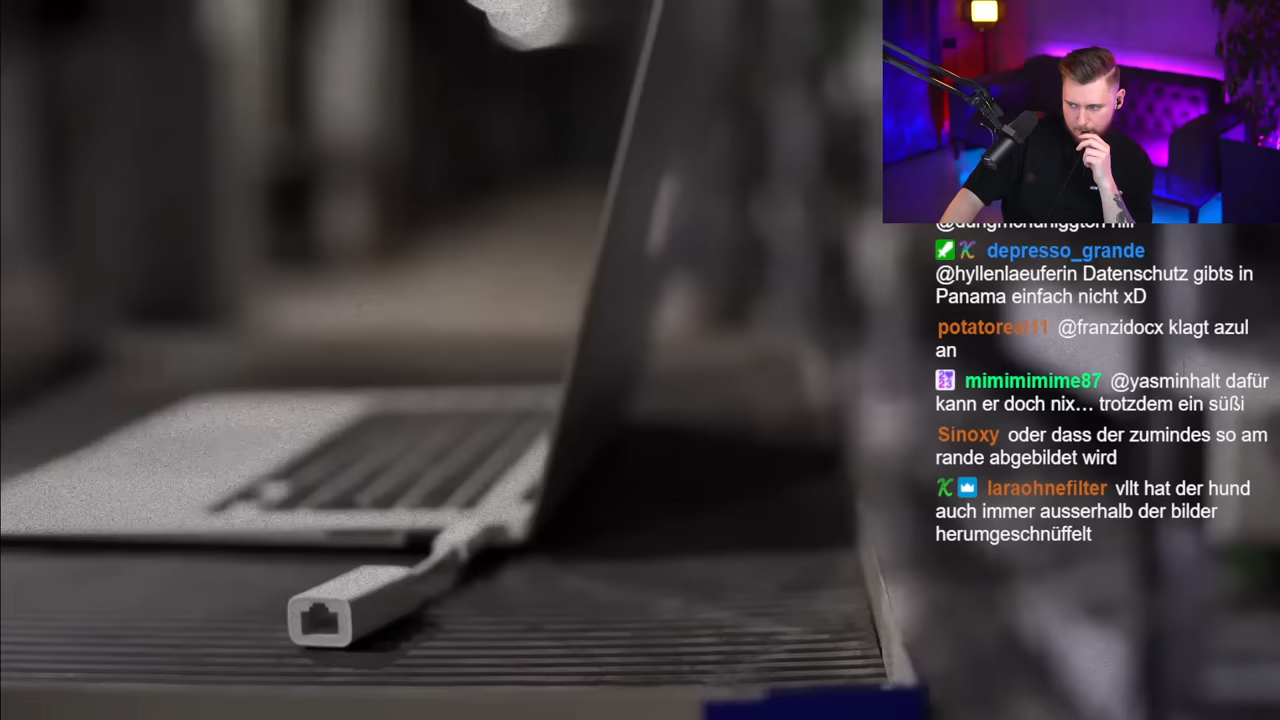 depresso_grande
@hyllenlaeuferin Datenschutz gibts in
Panama einfach nicht xD
@franzidocx klagt azul
an
mimimimime87 @yasminhalt dafür
kann er doch nix... trotzdem ein süßi
Sinoxy oder dass der zumindes so am
rande abgebildet wird
laraohnefilter vllt hat der hund
auch immer ausserhalb der bilder
herumgeschnüffelt